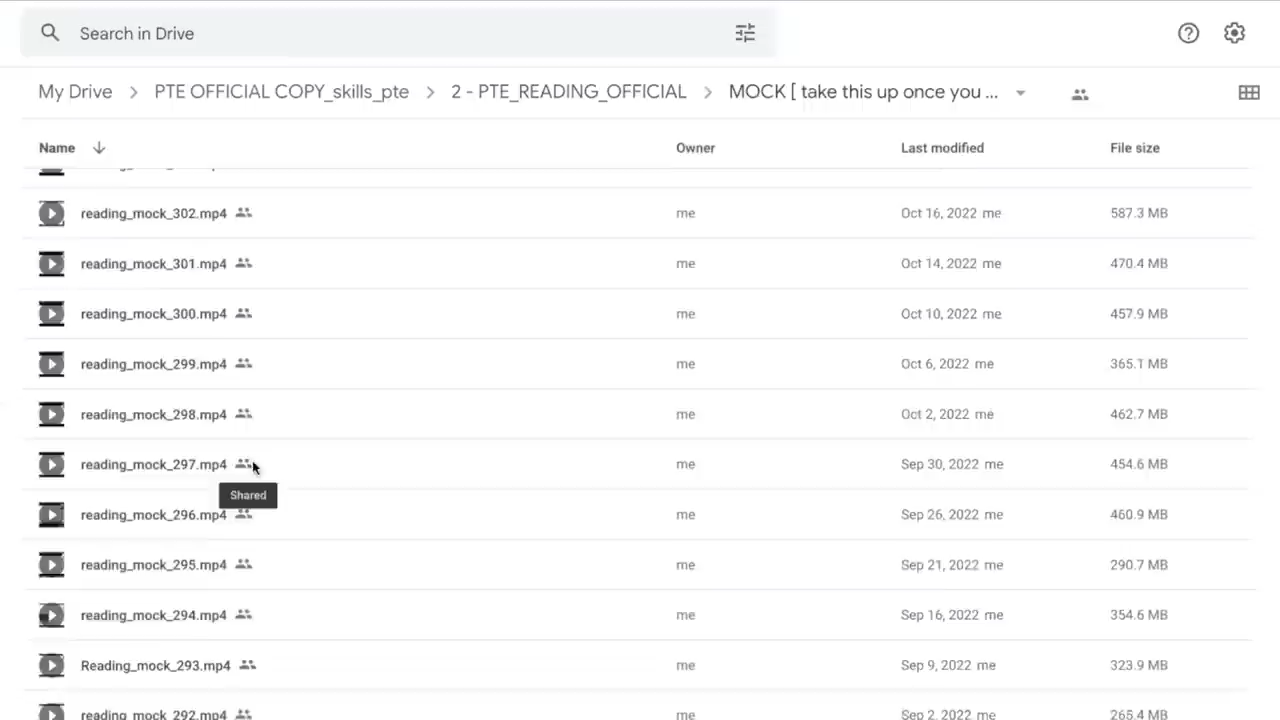 Search in Drive
My Drive > PTE OFFICIAL COPY_skills_pte > 2 - PTE_READING_OFFICIAL > MOCK [ take this up once you ...
Name Owner Last modified File size
reading_mock_302.mp4 me Oct 16, 2022 me 587.3 MB
reading_mock_301.mp4 me Oct 14, 2022 me 470.4 MB
reading_mock_300.mp4 me Oct 10, 2022 me 457.9 MB
reading_mock_299.mp4 me Oct 6, 2022 me 365.1 MB
reading_mock_298.mp4 me Oct 2, 2022 me 462.7 MB
reading_mock_297.mp4 me Sep 30, 2022 me 454.6 MB
Shared
reading_mock_296.mp4 me Sep 26, 2022 me 460.9 MB
reading_mock_295.mp4 me Sep 21, 2022 me 290.7 MB
reading_mock_294.mp4 me Sep 16, 2022 me 354.6 MB
Reading_mock_293.mp4 me Sep 9, 2022 me 323.9 MB
reading_mock_292.mp4 me Sep 2, 2022 me 265.4 MB